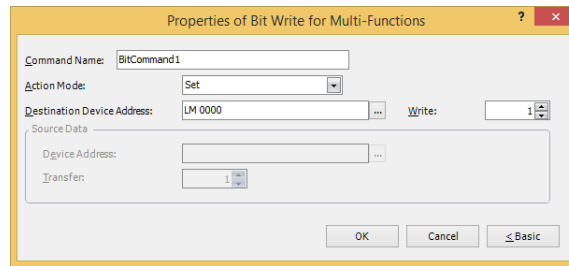 Properties of Bit Write for Multi-Functions ? ×
Command Name: BitCommand1
Action Mode: Set
Destination Device Address: LM 0000 ... Write: 1
Source Data
Device Address: ...
Transfer: 1
OK Cancel < Basic